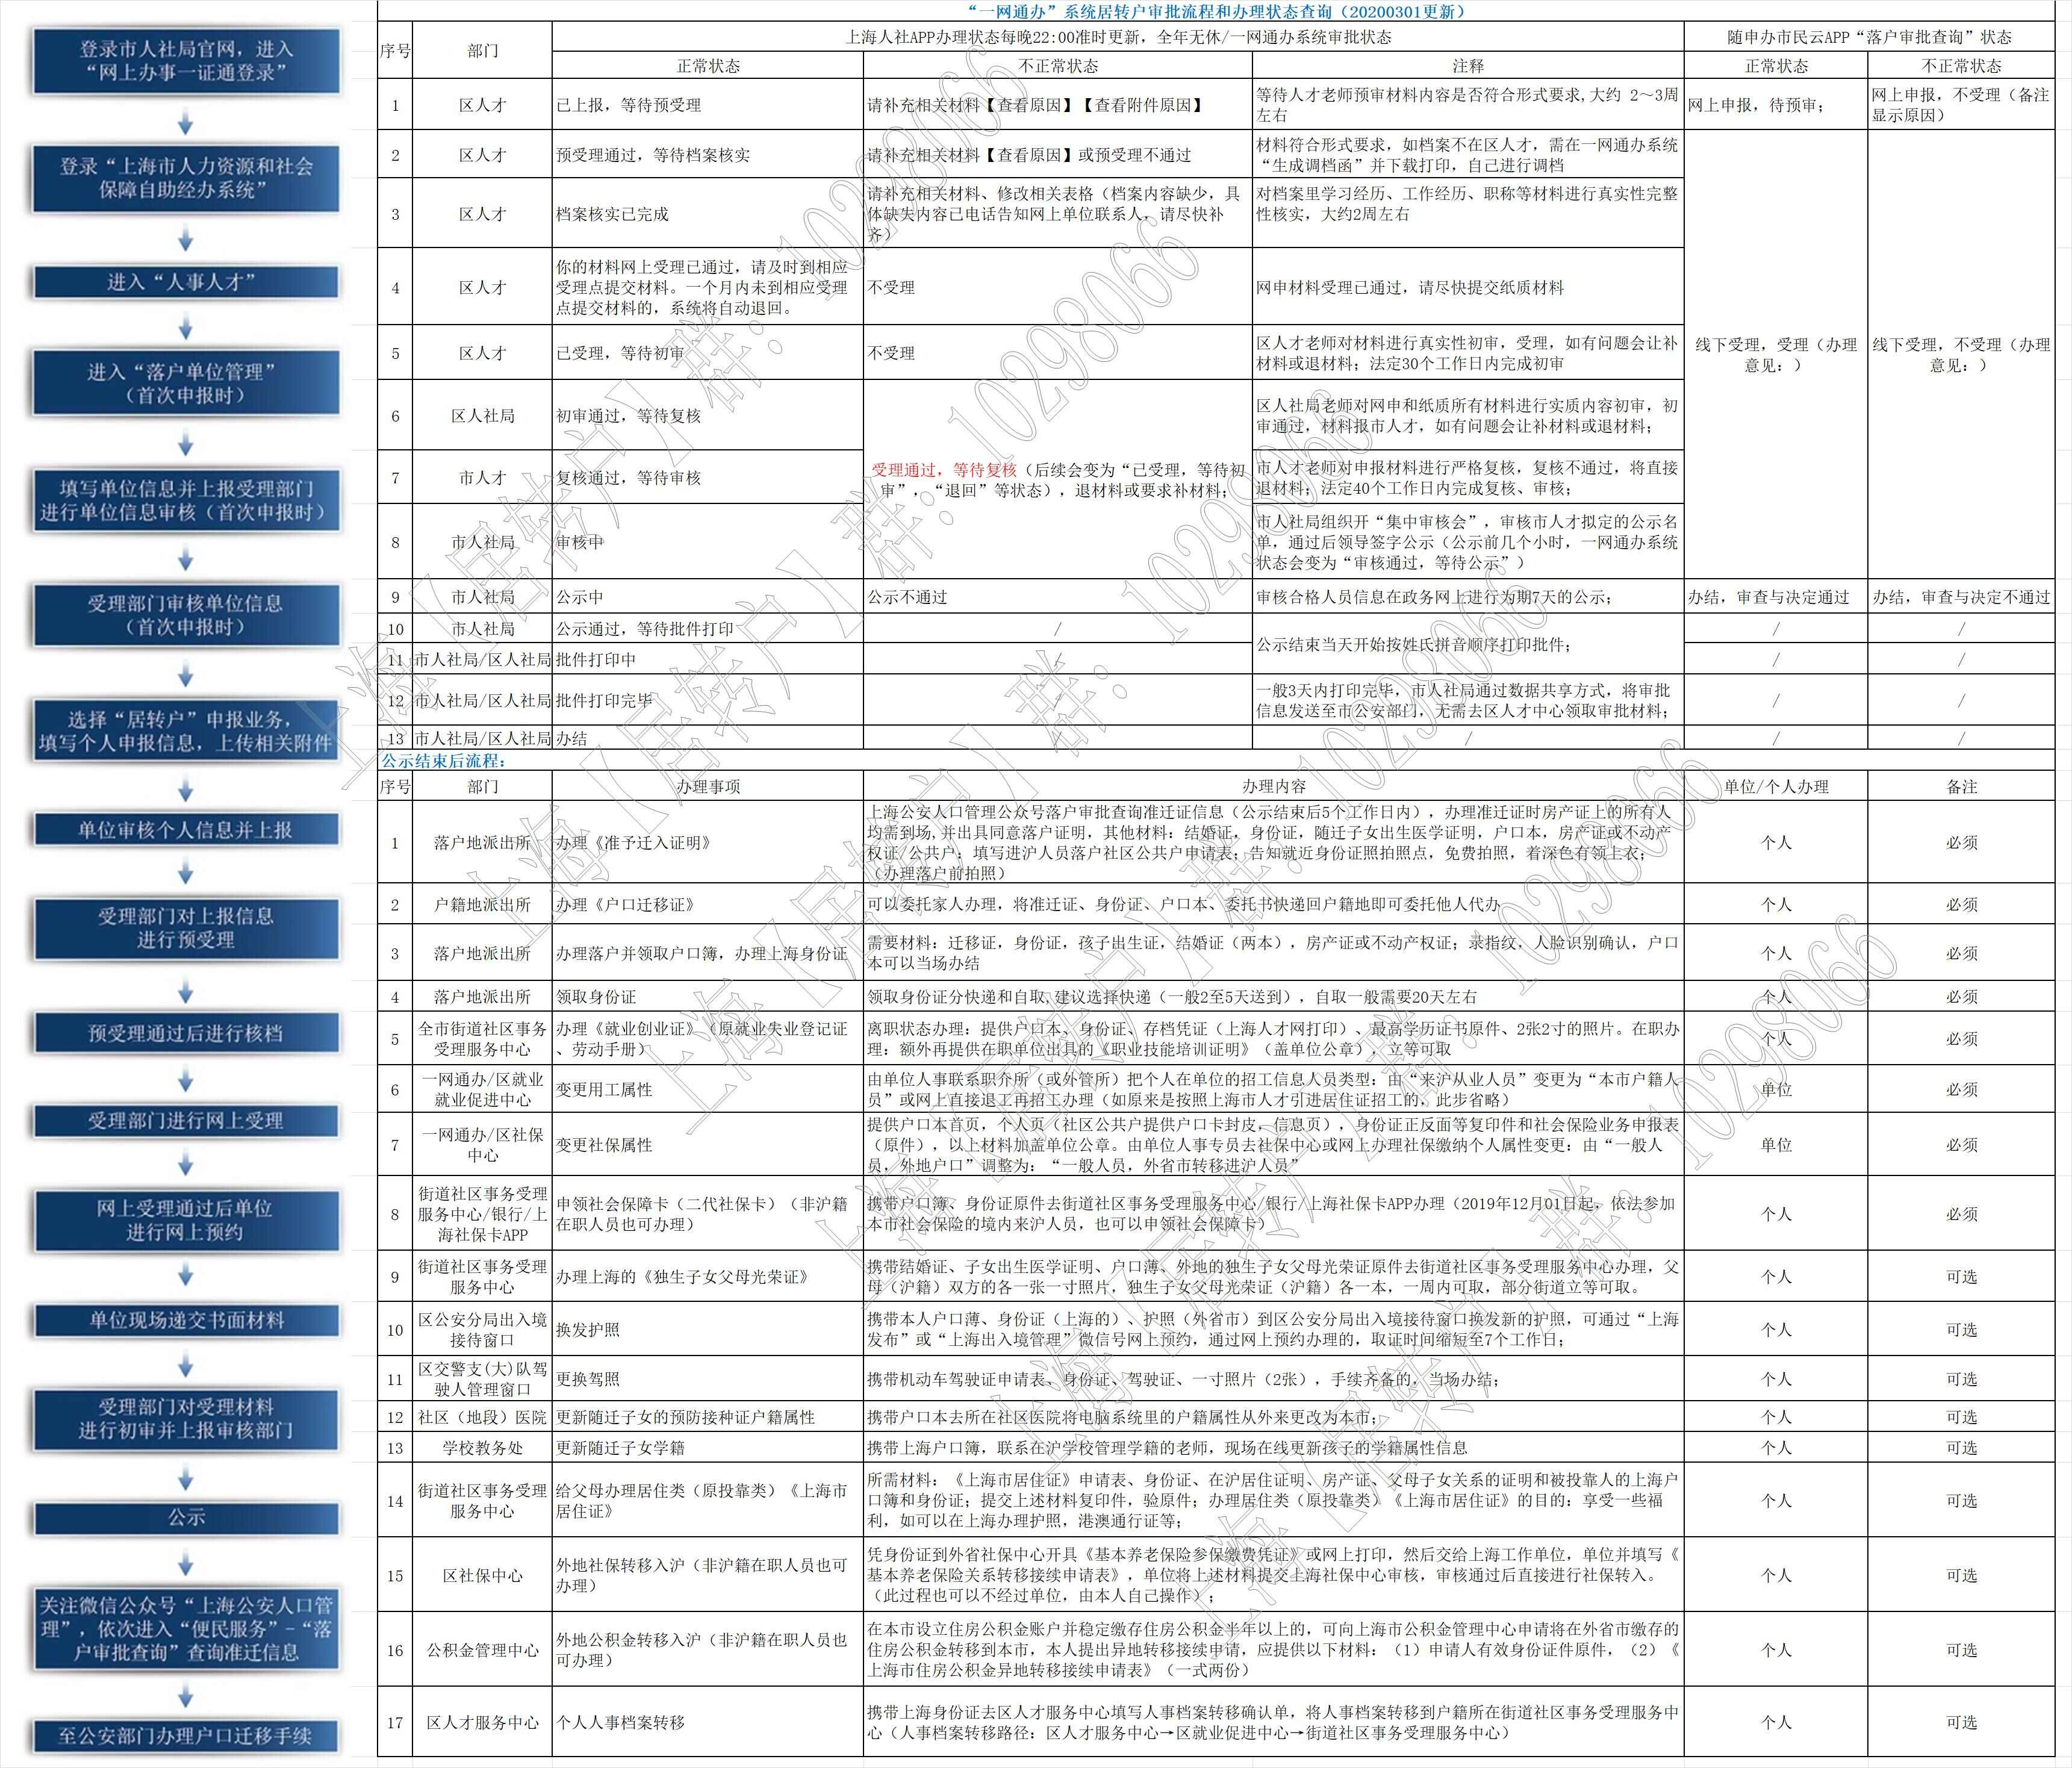 登录市人社局官网，进入
“网上办事一证通登录”
登录“上海市人力资源和社会
保障自助经办系统”
进入“人事人才”
进入“落户单位管理”
（首次申报时）
填写单位信息并上报受理部门
进行单位信息审核（首次申报时）
受理部门审核单位信息
（首次申报时）
选择“居转户”申报业务，
填写个人申报信息，上传相关附件
单位审核个人信息并上报
受理部门对上报信息
进行预受理
预受理通过后进行核档
受理部门进行网上受理
网上受理通过后单位
进行网上预约
单位现场递交书面材料
受理部门对受理材料
进行初审并上报审核部门
公示
关注微信公众号“上海公安人口管
理”，依次进入“便民服务”-“落
户审批查询”查询准迁信息
至公安部门办理户口迁移手续
“一网通办”系统居转户审批流程和办理状态查询（20200301更新）
序号
部门
上海人社APP办理状态每晚22:00准时更新，全年无休/一网通办系统审批状态
随申办市民云APP“落户审批查询”状态
正常状态
不正常状态
注释
正常状态
不正常状态
1
区人才
已上报，等待预受理
请补充相关材料【查看原因】【查看附件原因】
等待人才老师预审材料内容是否符合形式要求,大约 2～3周
左右
网上申报，待预审；
网上申报，不受理（备注
显示原因）
2
区人才
预受理通过，等待档案核实
请补充相关材料【查看原因】或预受理不通过
材料符合形式要求，如档案不在区人才，需在一网通办系统
“生成调档函”并下载打印，自己进行调档
3
区人才
档案核实已完成
请补充相关材料、修改相关表格（档案内容缺少，具
体缺失内容已电话告知网上单位联系人，请尽快补
齐）
对档案里学习经历、工作经历、职称等材料进行真实性完整
性核实，大约2周左右
4
区人才
你的材料网上受理已通过，请及时到相应
受理点提交材料。一个月内未到相应受理
点提交材料的，系统将自动退回。
不受理
网申材料受理已通过，请尽快提交纸质材料
5
区人才
已受理，等待初审
不受理
区人才老师对材料进行真实性初审，受理，如有问题会让补
材料或退材料；法定30个工作日内完成初审
线下受理，受理（办理
意见：）
线下受理，不受理（办理
意见：）
6
区人社局
初审通过，等待复核
区人社局老师对网申和纸质所有材料进行实质内容初审，初
审通过，材料报市人才，如有问题会让补材料或退材料；
7
市人才
复核通过，等待审核
受理通过，等待复核（后续会变为“已受理，等待初
审”，“退回”等状态），退材料或要求补材料；
市人才老师对申报材料进行严格复核，复核不通过，将直接
退材料；法定40个工作日内完成复核、审核；
8
市人社局
审核中
市人社局组织开“集中审核会”，审核市人才拟定的公示名
单，通过后领导签字公示（公示前几个小时，一网通办系统
状态会变为“审核通过，等待公示”）
9
市人社局
公示中
公示不通过
审核合格人员信息在政务网上进行为期7天的公示；
办结，审查与决定通过
办结，审查与决定不通过
10
市人社局
公示通过，等待批件打印
/
公示结束当天开始按姓氏拼音顺序打印批件；
/
/
11
市人社局/区人社局
批件打印中
/
/
/
12
市人社局/区人社局
批件打印完毕
/
一般3天内打印完毕，市人社局通过数据共享方式，将审批
信息发送至市公安部门，无需去区人才中心领取审批材料；
/
/
13
市人社局/区人社局
办结
/
/
/
/
公示结束后流程：
序号
部门
办理事项
办理内容
单位/个人办理
备注
1
落户地派出所
办理《准予迁入证明》
上海公安人口管理公众号落户审批查询准迁证信息（公示结束后5个工作日内），办理准迁证时房产证上的所有人
均需到场,并出具同意落户证明，其他材料：结婚证，身份证，随迁子女出生医学证明，户口本，房产证或不动产
权证/公共户：填写进沪人员落户社区公共户申请表；告知就近身份证照拍照点，免费拍照，着深色有领上衣；
（办理落户前拍照）
个人
必须
2
户籍地派出所
办理《户口迁移证》
可以委托家人办理，将准迁证、身份证、户口本、委托书快递回户籍地即可委托他人代办
个人
必须
3
落户地派出所
办理落户并领取户口簿，办理上海身份证
需要材料：迁移证，身份证，孩子出生证，结婚证（两本），房产证或不动产权证；录指纹，人脸识别确认，户口
本可以当场办结
个人
必须
4
落户地派出所
领取身份证
领取身份证分快递和自取,建议选择快递（一般2至5天送到），自取一般需要20天左右
个人
必须
5
全市街道社区事务
受理服务中心
办理《就业创业证》（原就业失业登记证
、劳动手册）
离职状态办理：提供户口本、身份证、存档凭证（上海人才网打印）、最高学历证书原件、2张2寸的照片。在职办
理：额外再提供在职单位出具的《职业技能培训证明》（盖单位公章），立等可取
个人
必须
6
一网通办/区就业
就业促进中心
变更用工属性
由单位人事联系职介所（或外管所）把个人在单位的招工信息人员类型：由“来沪从业人员”变更为“本市户籍人
员”或网上直接退工再招工办理（如原来是按照上海市人才引进居住证招工的，此步省略）
单位
必须
7
一网通办/区社保
中心
变更社保属性
提供户口本首页，个人页（社区公共户提供户口卡封皮，信息页），身份证正反面等复印件和社会保险业务申报表
（原件），以上材料加盖单位公章。由单位人事专员去社保中心或网上办理社保缴纳个人属性变更：由“一般人
员，外地户口”调整为：“一般人员，外省市转移进沪人员”
单位
必须
8
街道社区事务受理
服务中心/银行/上
海社保卡APP
申领社会保障卡（二代社保卡）（非沪籍
在职人员也可办理）
携带户口簿、身份证原件去街道社区事务受理服务中心/银行/上海社保卡APP办理（2019年12月01日起，依法参加
本市社会保险的境内来沪人员，也可以申领社会保障卡）
个人
必须
9
街道社区事务受理
服务中心
办理上海的《独生子女父母光荣证》
携带结婚证、子女出生医学证明、户口薄、外地的独生子女父母光荣证原件去街道社区事务受理服务中心办理，父
母（沪籍）双方的各一张一寸照片，独生子女父母光荣证（沪籍）各一本，一周内可取，部分街道立等可取。
个人
可选
10
区公安分局出入境
接待窗口
换发护照
携带本人户口薄、身份证（上海的）、护照（外省市）到区公安分局出入境接待窗口换发新的护照，可通过“上海
发布”或“上海出入境管理”微信号网上预约，通过网上预约办理的，取证时间缩短至7个工作日；
个人
可选
11
区交警支(大)队驾
驶人管理窗口
更换驾照
携带机动车驾驶证申请表、身份证、驾驶证、一寸照片（2张），手续齐备的，当场办结；
个人
可选
12
社区（地段）医院
更新随迁子女的预防接种证户籍属性
携带户口本去所在社区医院将电脑系统里的户籍属性从外来更改为本市；
个人
可选
13
学校教务处
更新随迁子女学籍
携带上海户口簿，联系在沪学校管理学籍的老师，现场在线更新孩子的学籍属性信息
个人
可选
14
街道社区事务受理
服务中心
给父母办理居住类（原投靠类）《上海市
居住证》
所需材料：《上海市居住证》申请表、身份证、在沪居住证明、房产证、父母子女关系的证明和被投靠人的上海户
口簿和身份证；提交上述材料复印件，验原件；办理居住类（原投靠类）《上海市居住证》的目的：享受一些福
利，如可以在上海办理护照，港澳通行证等；
个人
可选
15
区社保中心
外地社保转移入沪（非沪籍在职人员也可
办理）
凭身份证到外省社保中心开具《基本养老保险参保缴费凭证》或网上打印，然后交给上海工作单位，单位并填写《
基本养老保险关系转移接续申请表》，单位将上述材料提交上海社保中心审核，审核通过后直接进行社保转入。
（此过程也可以不经过单位，由本人自己操作）；
个人
可选
16
公积金管理中心
外地公积金转移入沪（非沪籍在职人员也
可办理）
在本市设立住房公积金账户并稳定缴存住房公积金半年以上的，可向上海市公积金管理中心申请将在外省市缴存的
住房公积金转移到本市，本人提出异地转移接续申请，应提供以下材料：（1）申请人有效身份证件原件，（2）《
上海市住房公积金异地转移接续申请表》（一式两份）
个人
可选
17
区人才服务中心
个人人事档案转移
携带上海身份证去区人才服务中心填写人事档案转移确认单，将人事档案转移到户籍所在街道社区事务受理服务中
心（人事档案转移路径：区人才服务中心→区就业促进中心→街道社区事务受理服务中心）
个人
可选
上海【居转户】群：10298066
上海【居转户】群：10298066
上海【居转户】群：10298066
上海【居转户】群：10298066
上海【居转户】群：10298066
上海【居转户】群：10298066